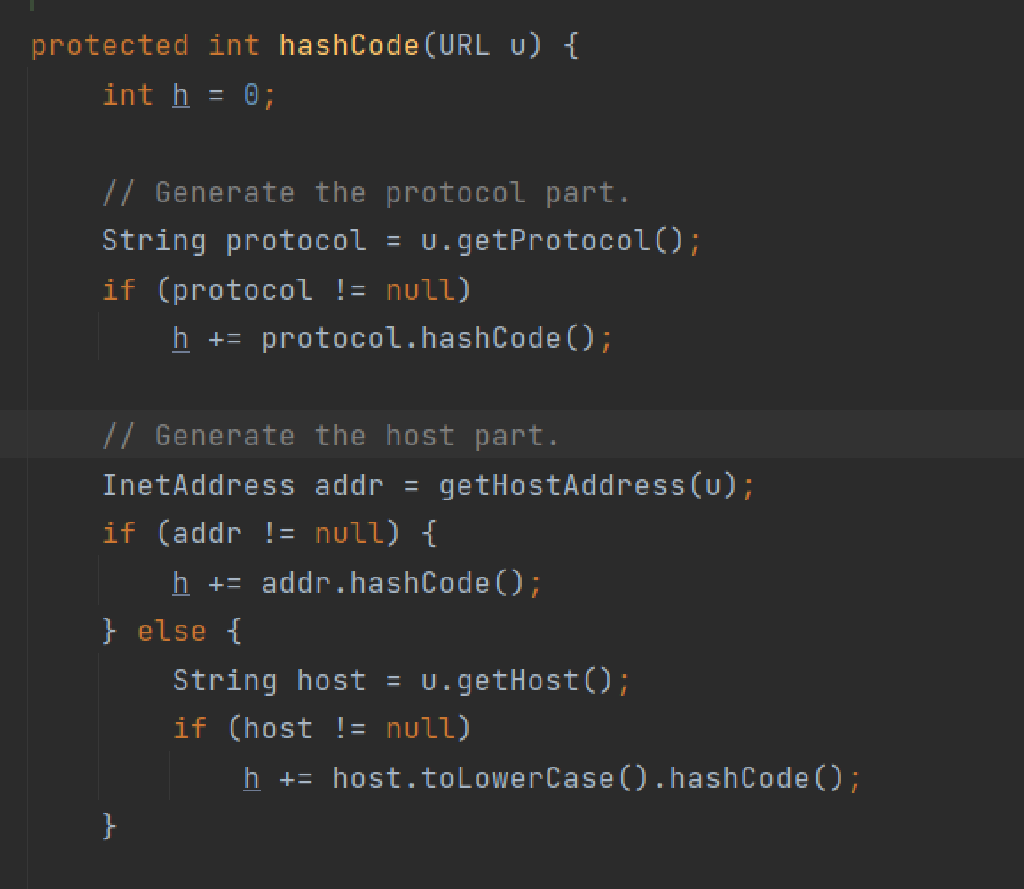 protected int hashCode(URL u) {
int h = 0;
// Generate the protocol part.
String protocol = u.getProtocol();
if (protocol != null)
h += protocol.hashCode();
// Generate the host part.
InetAddress addr = getHostAddress(u);
if (addr != null) {
h += addr.hashCode();
} else {
String host = u.getHost();
if (host != null)
h += host.toLowerCase().hashCode();
}